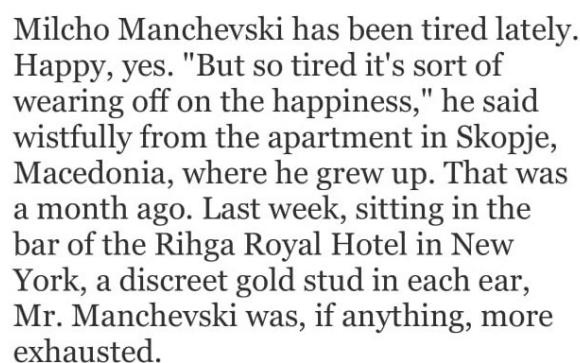 Milcho Manchevski has been tired lately.
Happy, yes. "But so tired it's sort of
wearing off on the happiness," he said
wistfully from the apartment in Skopje,
Macedonia, where he grew up. That was
a month ago. Last week, sitting in the
bar of the Rihga Royal Hotel in New
York, a discreet gold stud in each ear,
Mr. Manchevski was, if anything, more
exhausted.